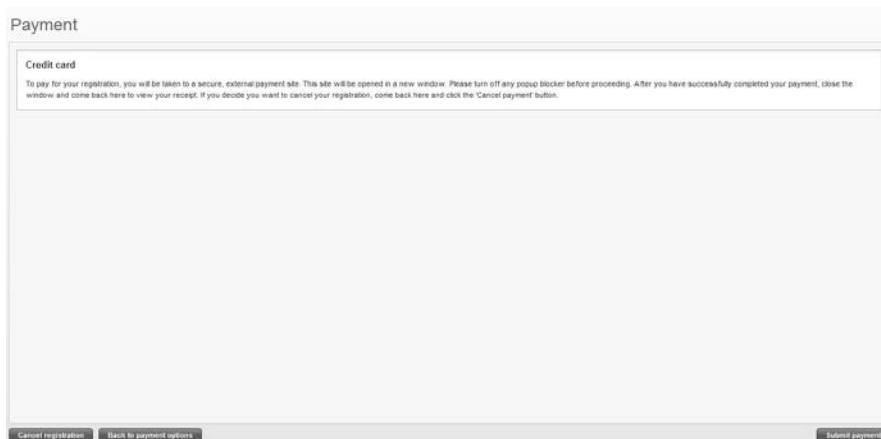 Payment
Credit card
To pay for your registration, you will be taken to a secure, external payment site. This site will be opened in a new window. Please turn off any popup blocker before proceeding. After you have successfully completed your payment, close the
window and come back here to view your receipt. If you decide you want to cancel your registration, come back here and click the 'Cancel payment' button.
Cancel registration Back to payment options Submit payment